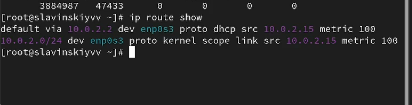 3884987 47433 0 0 0 0
[root@slavinskiyvv ~]# ip route show
default via 10.0.2.2 dev enp0s3 proto dhcp src 10.0.2.15 metric 100
10.0.2.0/24 dev enp0s3 proto kernel scope link src 10.0.2.15 metric 100
[root@slavinskiyvv ~]#